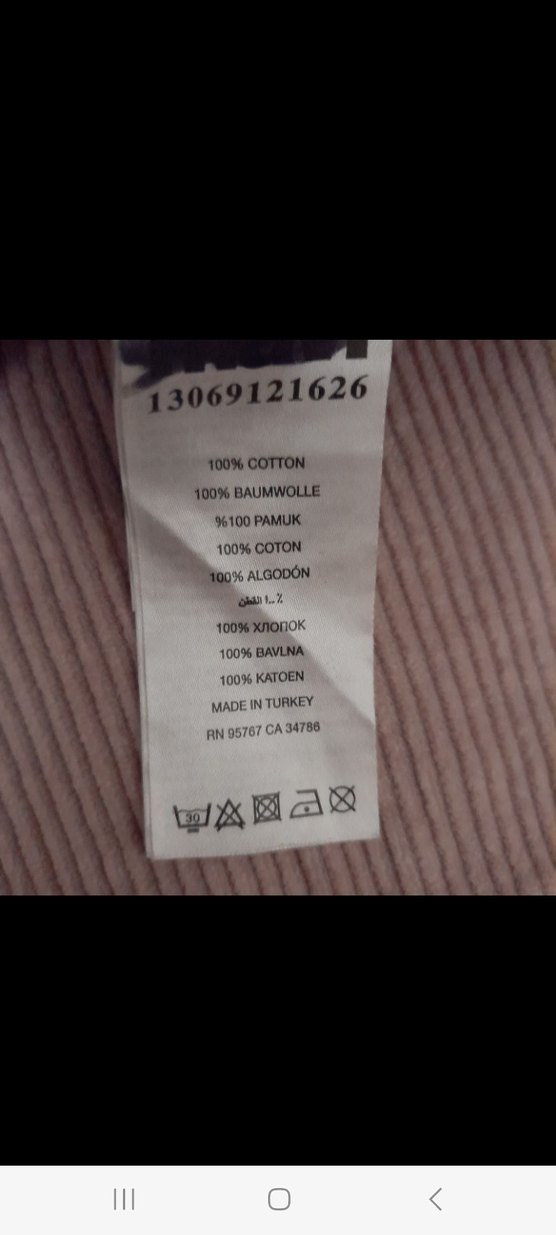 13069121626
100% COTTON
100% BAUMWOLLE
%100 PAMUK
100% COTON
100% ALGODÓN
٪١٠٠ القطن
100% ХЛОПОК
100% BAVLNA
100% KATOEN
MADE IN TURKEY
RN 95767 CA 34786
30